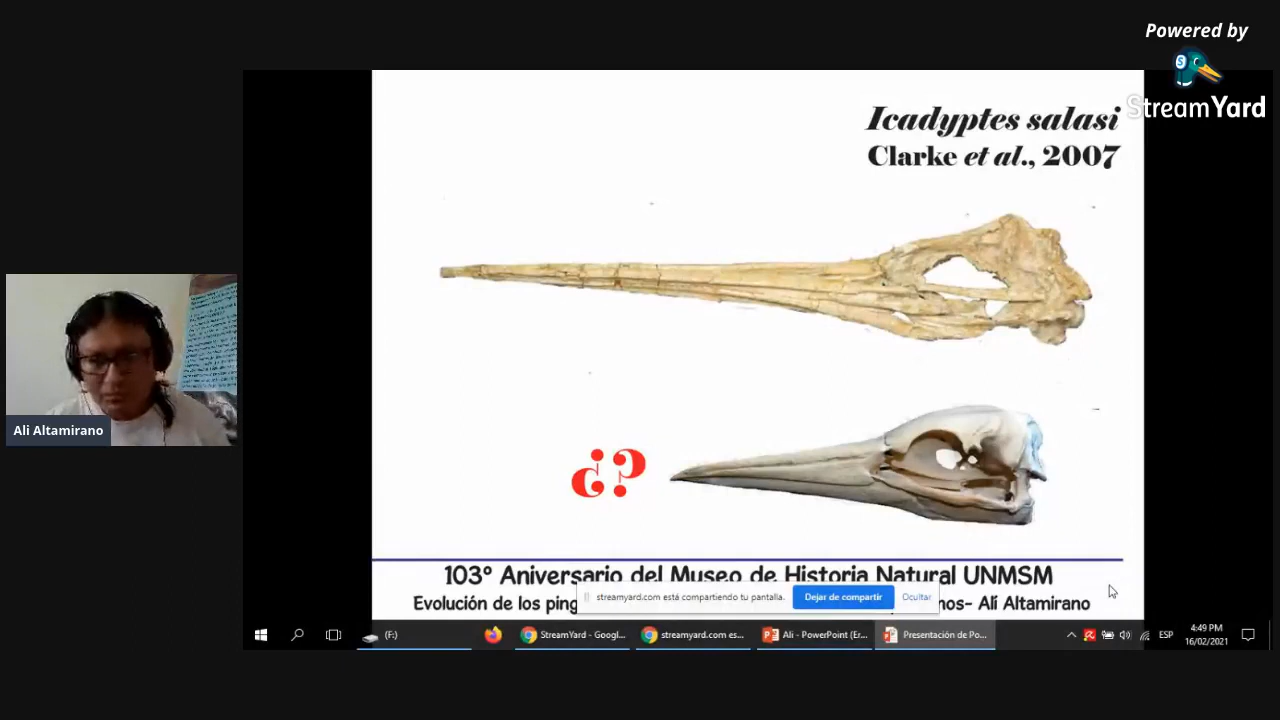 Powered by
StreamYard
Icadyptes salasi
Clarke et al., 2007
¿?
Ali Altamirano
103° Aniversario del Museo de Historia Natural UNMSM
Evolución de los ping
nos- Alí Altamirano
streamyard.com está compartiendo tu pantalla.
Dejar de compartir
Ocultar
(F:)
StreamYard - Googl...
streamyard.com es...
Ali - PowerPoint (Er...
Presentación de Po...
ESP
4:49 PM
16/02/2021